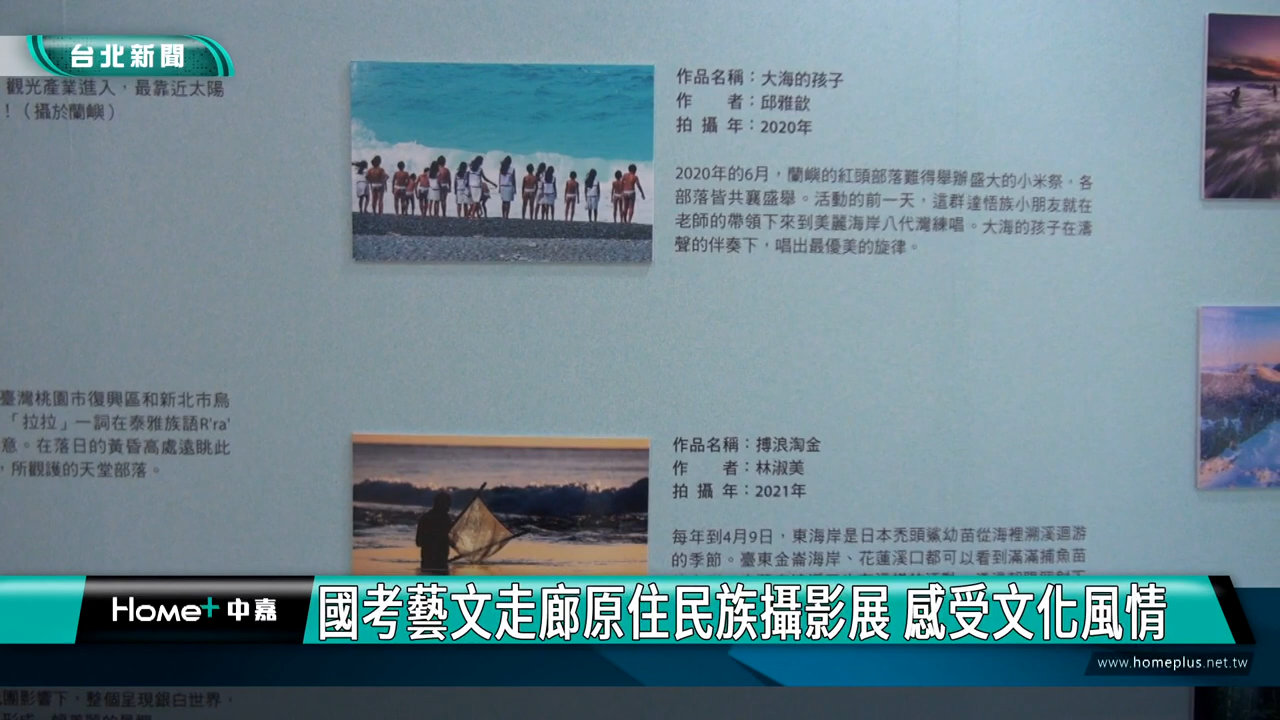 台北新聞
觀光產業進入，最靠近太陽
！（攝於蘭嶼）
作品名稱：大海的孩子
作　　者：邱雅歆
拍 攝 年：2020年
2020年的6月，蘭嶼的紅頭部落難得舉辦盛大的小米祭，各
部落皆共襄盛舉。活動的前一天，這群達悟族小朋友就在
老師的帶領下來到美麗海岸八代灣練唱。大海的孩子在濤
聲的伴奏下，唱出最優美的旋律。
臺灣桃園市復興區和新北市烏
「拉拉」一詞在泰雅族語R'ra'
意。在落日的黃昏高處遠眺此
，所觀護的天堂部落。
作品名稱：搏浪淘金
作　　者：林淑美
拍 攝 年：2021年
每年到4月9日，東海岸是日本禿頭鯊幼苗從海裡溯溪迴游
的季節。臺東金崙海岸、花蓮溪口都可以看到滿滿捕魚苗
Home+ 中嘉
國考藝文走廊原住民族攝影展 感受文化風情
www.homeplus.net.tw
團影響下，整個呈現銀白世界，